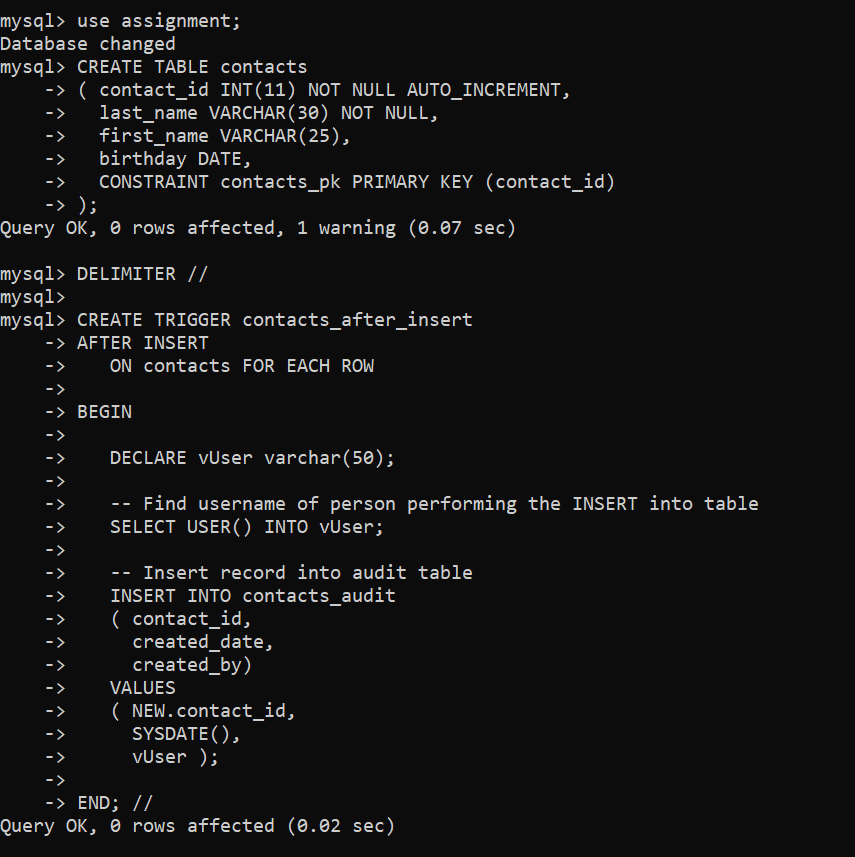 mysql> use assignment;
Database changed
mysql> CREATE TABLE contacts
    -> ( contact_id INT(11) NOT NULL AUTO_INCREMENT,
    ->   last_name VARCHAR(30) NOT NULL,
    ->   first_name VARCHAR(25),
    ->   birthday DATE,
    ->   CONSTRAINT contacts_pk PRIMARY KEY (contact_id)
    -> );
Query OK, 0 rows affected, 1 warning (0.07 sec)

mysql> DELIMITER //
mysql>
mysql> CREATE TRIGGER contacts_after_insert
    -> AFTER INSERT
    ->    ON contacts FOR EACH ROW
    ->
    -> BEGIN
    ->
    ->    DECLARE vUser varchar(50);
    ->
    ->    -- Find username of person performing the INSERT into table
    ->    SELECT USER() INTO vUser;
    ->
    ->    -- Insert record into audit table
    ->    INSERT INTO contacts_audit
    ->    ( contact_id,
    ->      created_date,
    ->      created_by)
    ->    VALUES
    ->    ( NEW.contact_id,
    ->      SYSDATE(),
    ->      vUser );
    ->
    -> END; //
Query OK, 0 rows affected (0.02 sec)